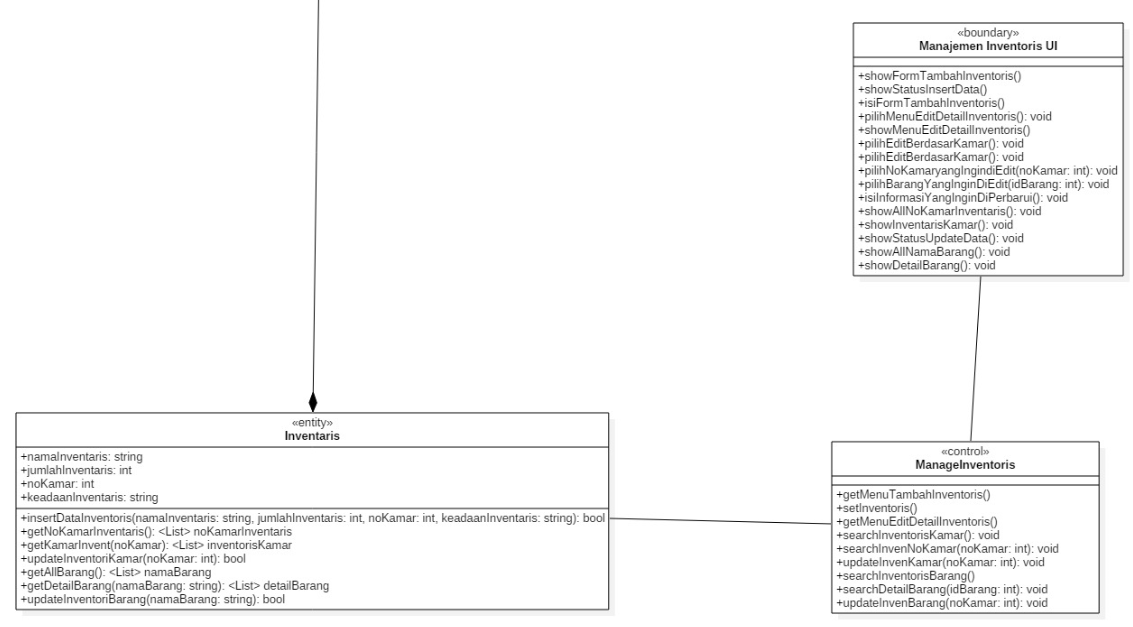 «boundary»
Manajemen Inventoris UI
+showFormTambahInventoris()
+showStatusInsertData()
+isiFormTambahInventoris()
+pilihMenuEditDetailInventoris(): void
+showMenuEditDetailInventoris()
+pilihEditBerdasarKamar(): void
+pilihEditBerdasarKamar(): void
+pilihNoKamaryangIngindiEdit(noKamar: int): void
+pilihBarangYangInginDiEdit(idBarang: int): void
+isiInformasiYangInginDiPerbarui(): void
+showAllNoKamarInventaris(): void
+showInventarisKamar(): void
+showStatusUpdateData(): void
+showAllNamaBarang(): void
+showDetailBarang(): void
«entity»
Inventaris
+namaInventaris: string
+jumlahInventaris: int
+noKamar: int
+keadaanInventaris: string
+insertDataInventoris(namaInventaris: string, jumlahInventaris: int, noKamar: int, keadaanInventaris: string): bool
+getNoKamarInventaris(): <List> noKamarInventaris
+getKamarInvent(noKamar): <List> inventorisKamar
+updateInventoriKamar(noKamar: int): bool
+getAllBarang(): <List> namaBarang
+getDetailBarang(namaBarang: string): <List> detailBarang
+updateInventoriBarang(namaBarang: string): bool
«control»
ManageInventoris
+getMenuTambahInventoris()
+setInventoris()
+getMenuEditDetailInventoris()
+searchInventorisKamar(): void
+searchInvenNoKamar(noKamar: int): void
+updateInvenKamar(noKamar: int): void
+searchInventorisBarang()
+searchDetailBarang(idBarang: int): void
+updateInvenBarang(noKamar: int): void